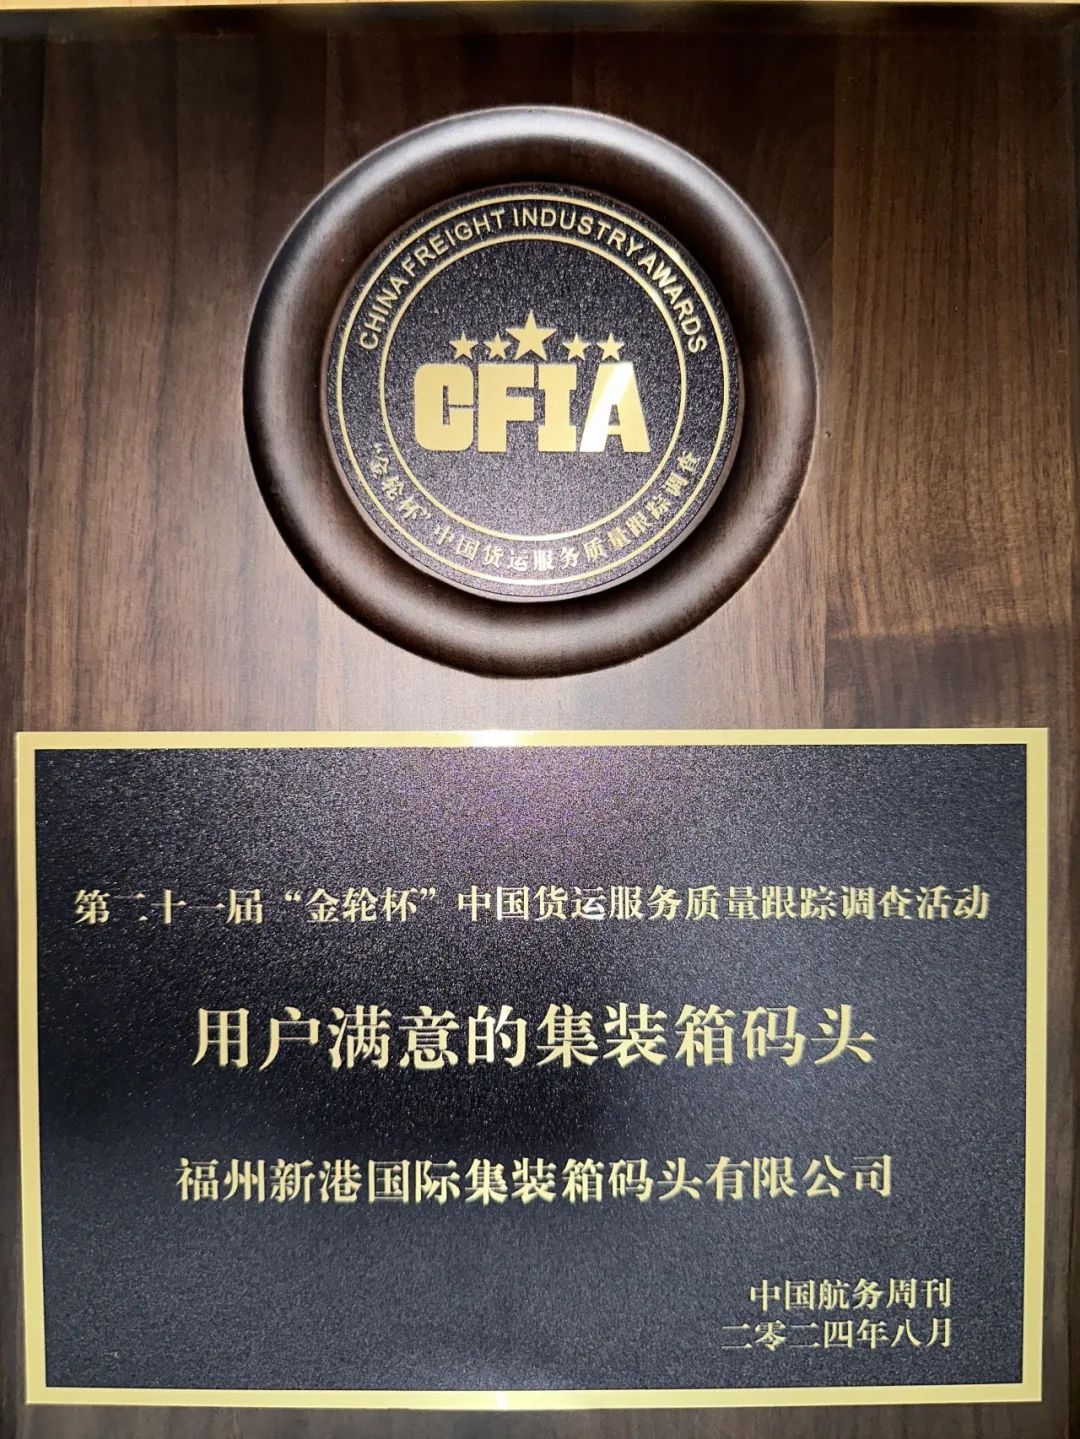 CHINA FREIGHT INDUSTRY AWARDS
CFIA
“金轮杯”中国货运服务质量跟踪调查
第二十一届“金轮杯”中国货运服务质量跟踪调查活动
用户满意的集装箱码头
福州新港国际集装箱码头有限公司
中国航务周刊
二零二四年八月